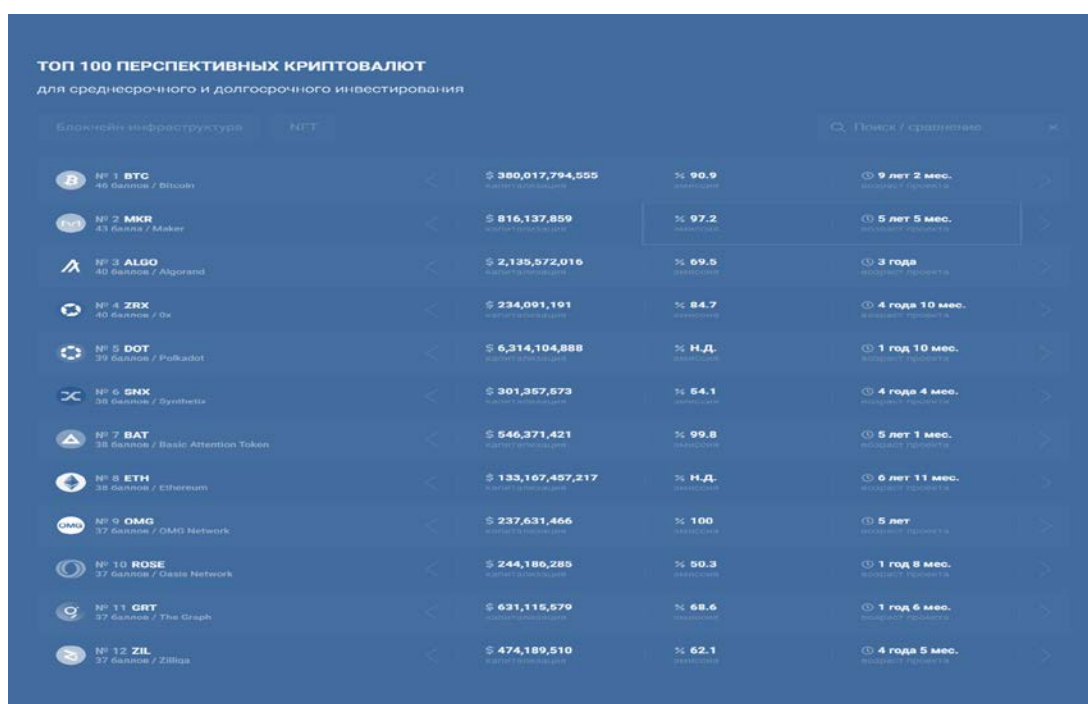 ТОП 100 ПЕРСПЕКТИВНЫХ КРИПТОВАЛЮТ
для среднесрочного и долгосрочного инвестирования
Блокчейн инфраструктура NFT Поиск / сравнение ×
№ 1 BTC $ 380,017,794,555 % 90.9 9 лет 2 мес.
46 баллов / Bitcoin капитализация эмиссия возраст проекта
№ 2 MKR $ 816,137,859 % 97.2 5 лет 5 мес.
43 балла / Maker капитализация эмиссия возраст проекта
№ 3 ALGO $ 2,135,572,016 % 69.5 3 года
40 баллов / Algorand капитализация эмиссия возраст проекта
№ 4 ZRX $ 234,091,191 % 84.7 4 года 10 мес.
40 баллов / 0x капитализация эмиссия возраст проекта
№ 5 DOT $ 6,314,104,888 % Н.Д. 1 год 10 мес.
39 баллов / Polkadot капитализация эмиссия возраст проекта
№ 6 SNX $ 301,357,573 % 54.1 4 года 4 мес.
38 баллов / Synthetix капитализация эмиссия возраст проекта
№ 7 BAT $ 546,371,421 % 99.8 5 лет 1 мес.
38 баллов / Basic Attention Token капитализация эмиссия возраст проекта
№ 8 ETH $ 133,167,457,217 % Н.Д. 6 лет 11 мес.
38 баллов / Ethereum капитализация эмиссия возраст проекта
OMG № 9 OMG $ 237,631,466 % 100 5 лет
37 баллов / OMG Network капитализация эмиссия возраст проекта
№ 10 ROSE $ 244,186,285 % 50.3 1 год 8 мес.
37 баллов / Oasis Network капитализация эмиссия возраст проекта
№ 11 GRT $ 631,115,579 % 68.6 1 год 6 мес.
37 баллов / The Graph капитализация эмиссия возраст проекта
№ 12 ZIL $ 474,189,510 % 62.1 4 года 5 мес.
37 баллов / Zilliqa капитализация эмиссия возраст проекта